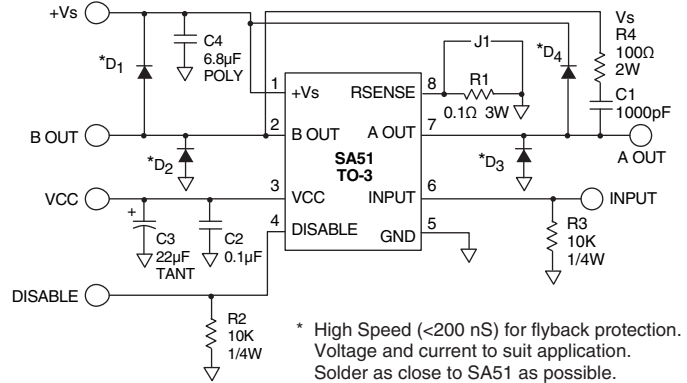 +Vs
*D1
C4
6.8µF
POLY
J1
*D4
Vs
R4
100Ω
2W
C1
1000pF
1
+Vs
RSENSE
8
R1
0.1Ω 3W
B OUT
2
B OUT
A OUT
7
A OUT
*D2
SA51
TO-3
*D3
VCC
3
VCC
INPUT
6
INPUT
+
C3
22µF
TANT
C2
0.1µF
4
DISABLE
GND
5
R3
10K
1/4W
DISABLE
R2
10K
1/4W
* High Speed (<200 nS) for flyback protection.
Voltage and current to suit application.
Solder as close to SA51 as possible.